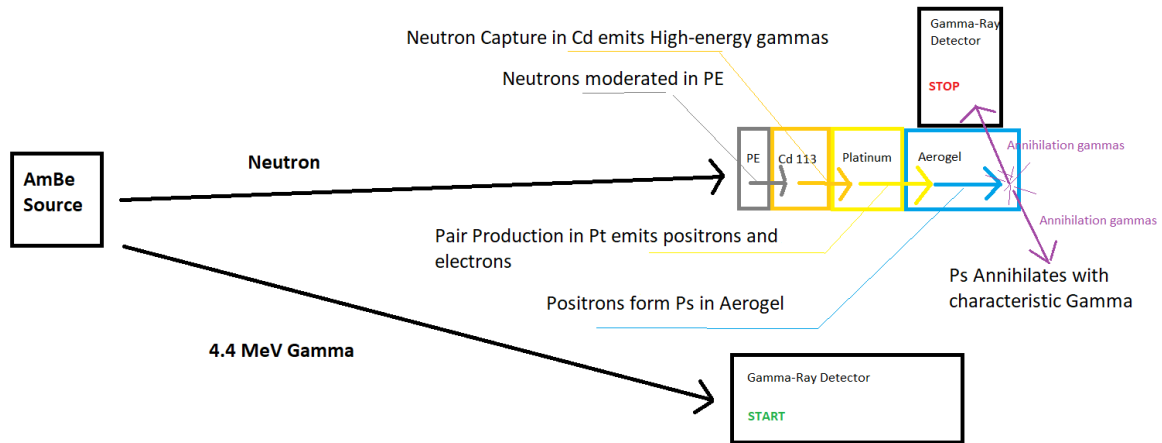 Gamma-Ray
Detector
STOP
Neutron Capture in Cd emits High-energy gammas
Neutrons moderated in PE
Annihilation gammas
PE
Cd 113
Platinum
Aerogel
Neutron
AmBe
Source
Annihilation gammas
Pair Production in Pt emits positrons and
electrons
Ps Annihilates with
characteristic Gamma
Positrons form Ps in Aerogel
4.4 MeV Gamma
Gamma-Ray Detector
START